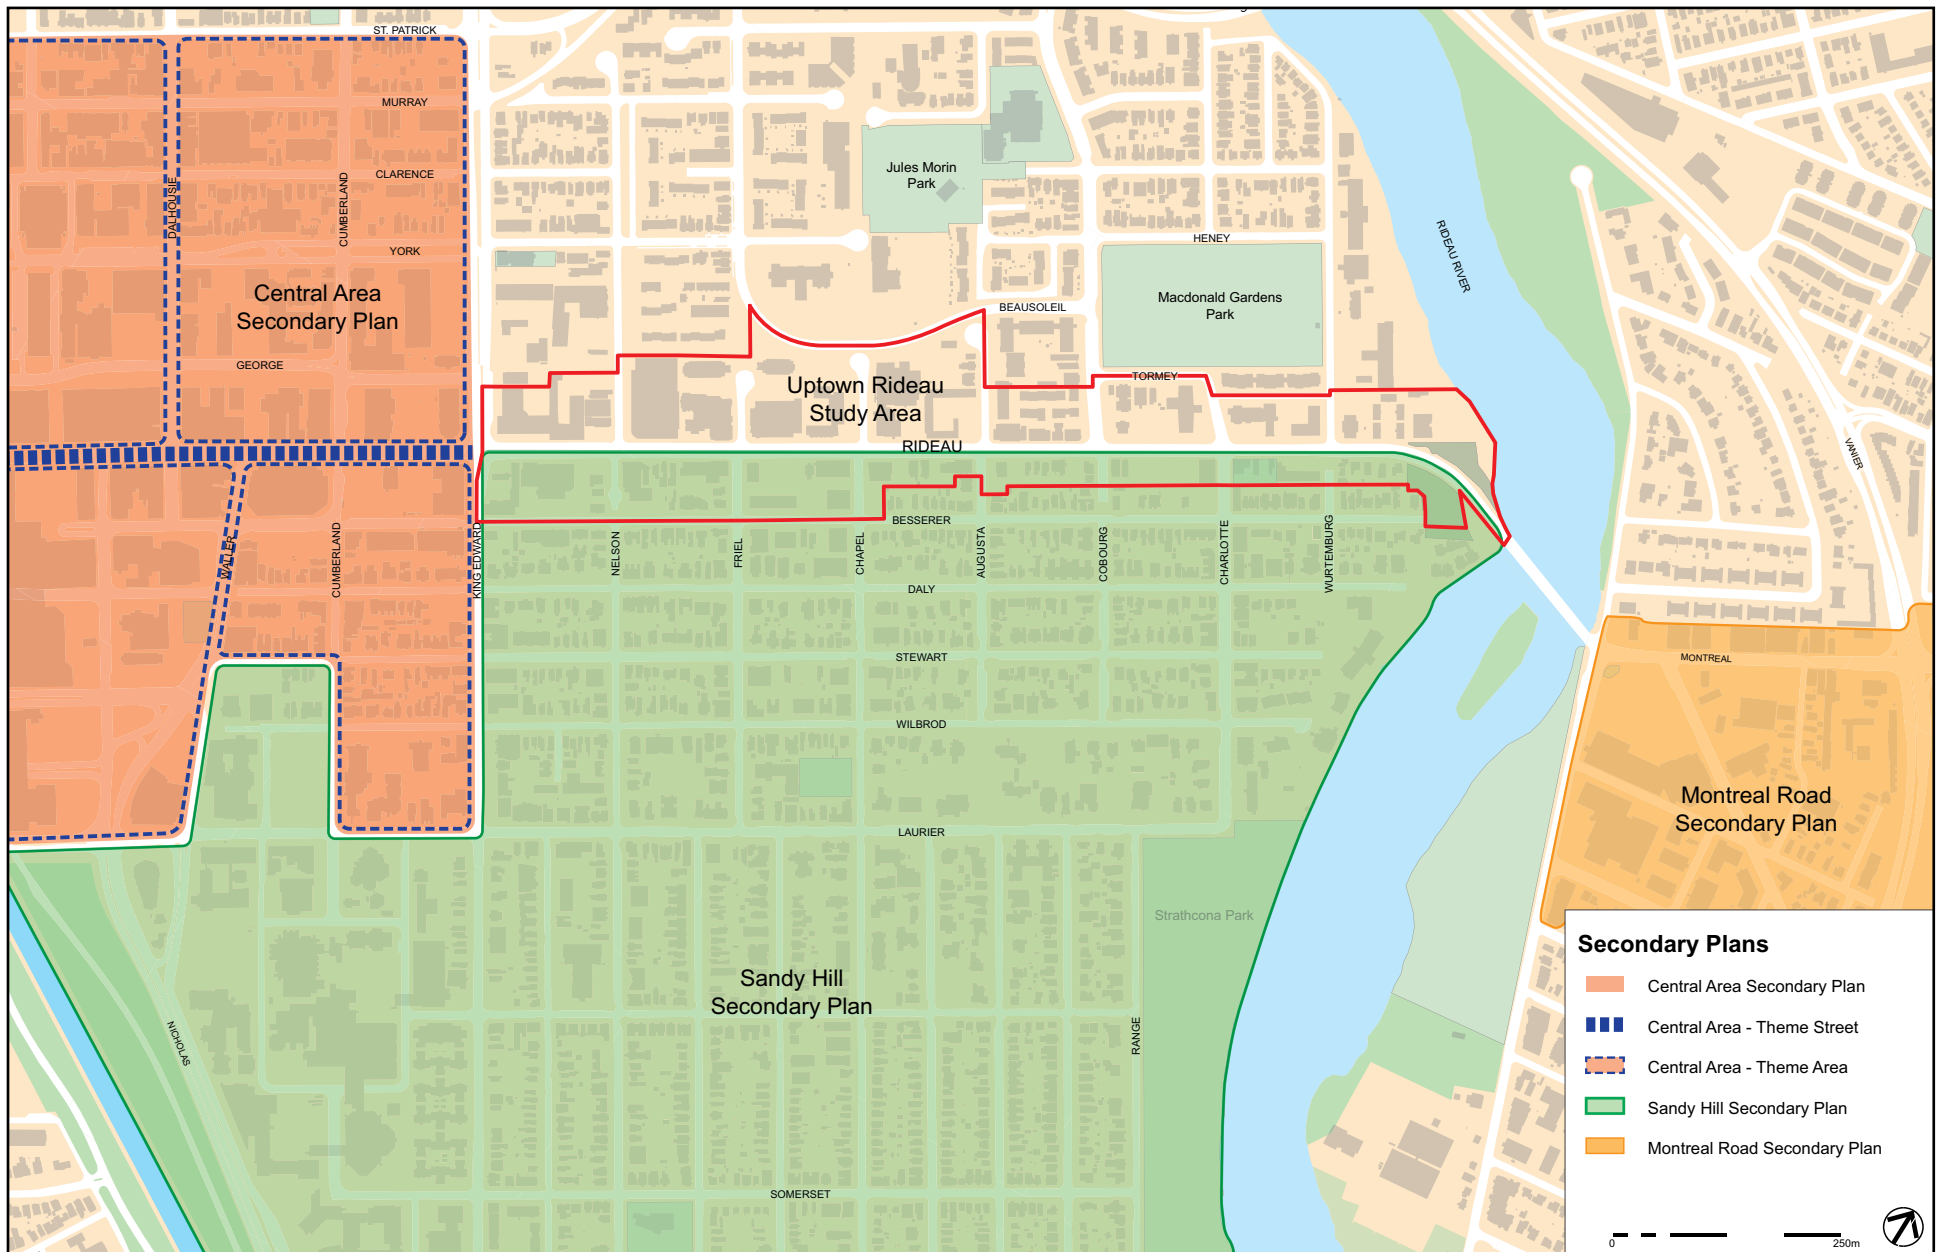 ST. PATRICK
MURRAY
CLARENCE
DALHOUSIE
CUMBERLAND
YORK
Central Area
Secondary Plan
GEORGE
Jules Morin
Park
HENEY
RIDEAU RIVER
BEAUSOLEIL
Macdonald Gardens
Park
TORMEY
Uptown Rideau
Study Area
RIDEAU
VANIER
WALLER
CUMBERLAND
KING EDWARD
BESSERER
NELSON
FRIEL
CHAPEL
AUGUSTA
COBOURG
CHARLOTTE
WURTEMBURG
DALY
STEWART
WILBROD
MONTREAL
Montreal Road
Secondary Plan
LAURIER
Strathcona Park
Sandy Hill
Secondary Plan
NICHOLAS
RANGE
SOMERSET
Secondary Plans
Central Area Secondary Plan
Central Area - Theme Street
Central Area - Theme Area
Sandy Hill Secondary Plan
Montreal Road Secondary Plan
0 250m